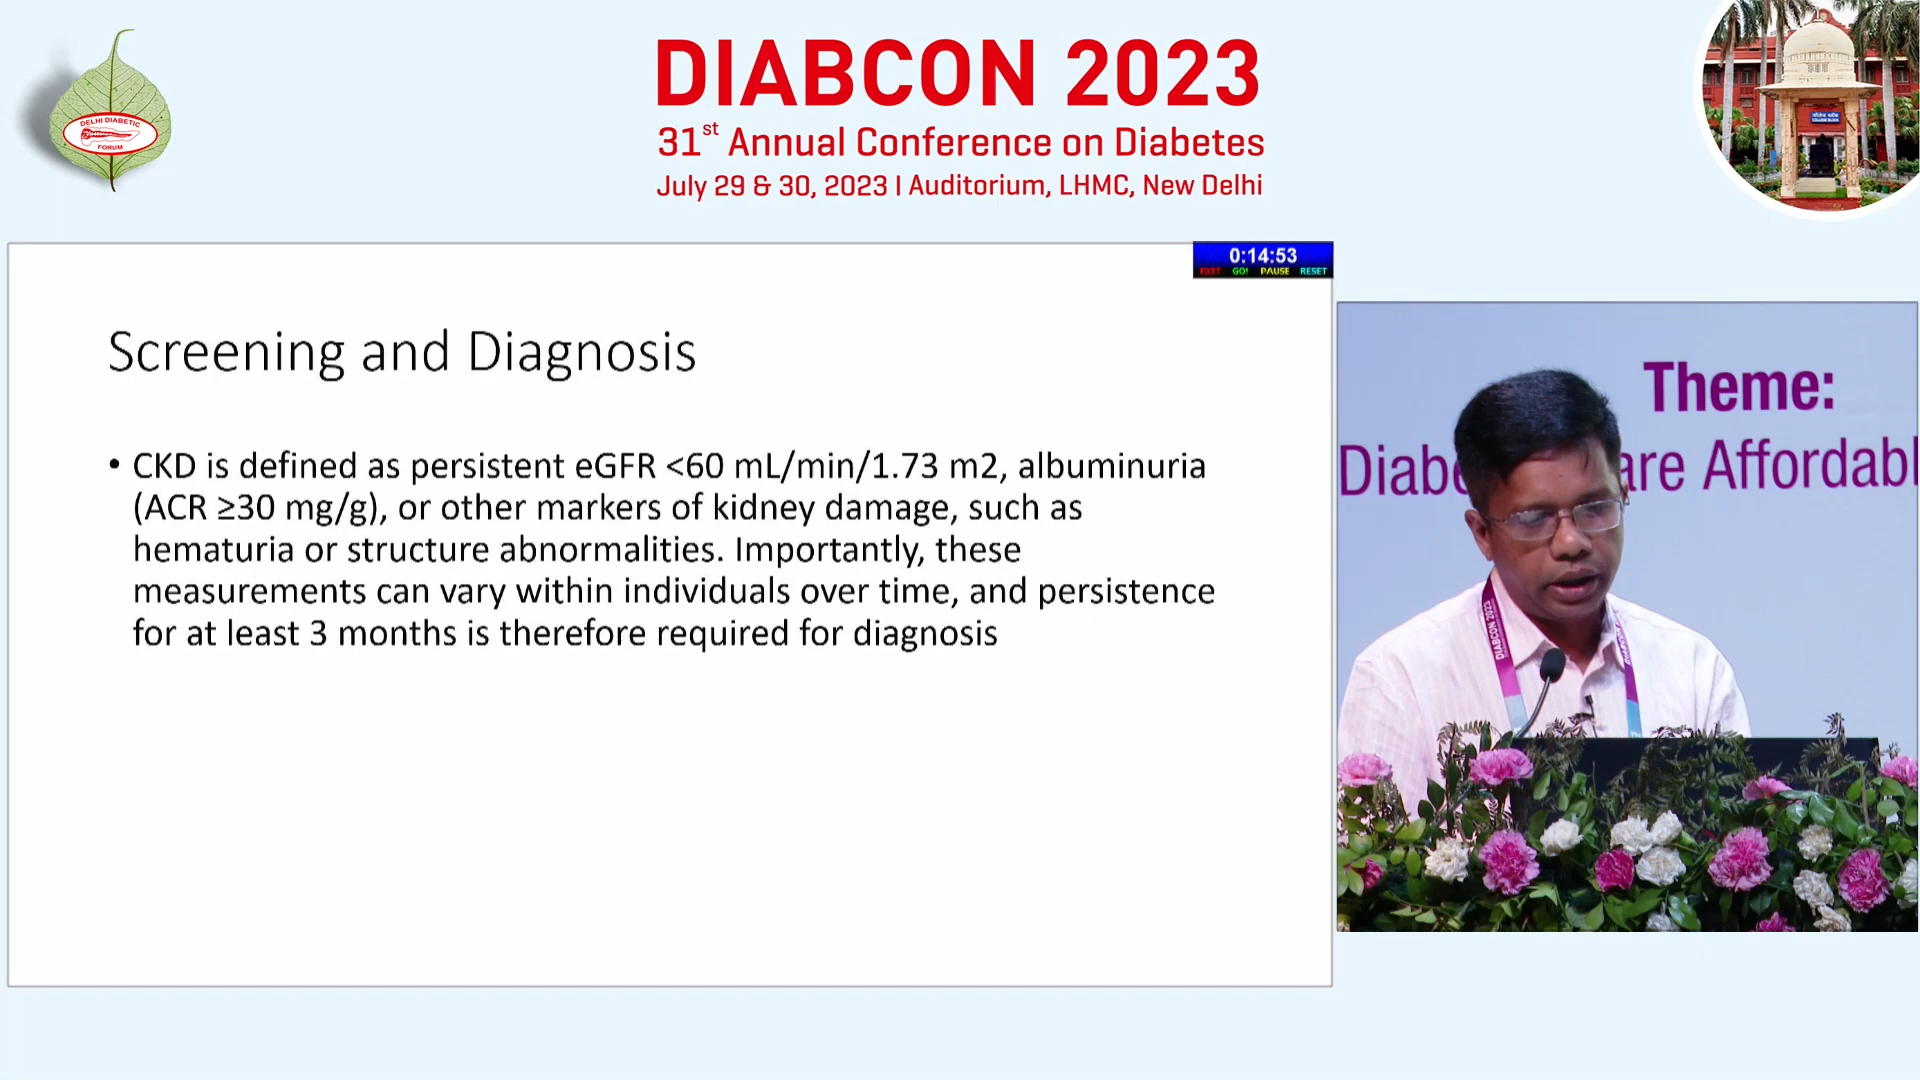 DELHI DIABETIC
FORUM
DIABCON 2023
31st Annual Conference on Diabetes
July 29 & 30, 2023 | Auditorium, LHMC, New Delhi
0:14:53
EXIT GO! PAUSE RESET
Screening and Diagnosis
• CKD is defined as persistent eGFR <60 mL/min/1.73 m2, albuminuria
(ACR ≥30 mg/g), or other markers of kidney damage, such as
hematuria or structure abnormalities. Importantly, these
measurements can vary within individuals over time, and persistence
for at least 3 months is therefore required for diagnosis
Theme:
Diabe are Affordabl
DIABCON 2023